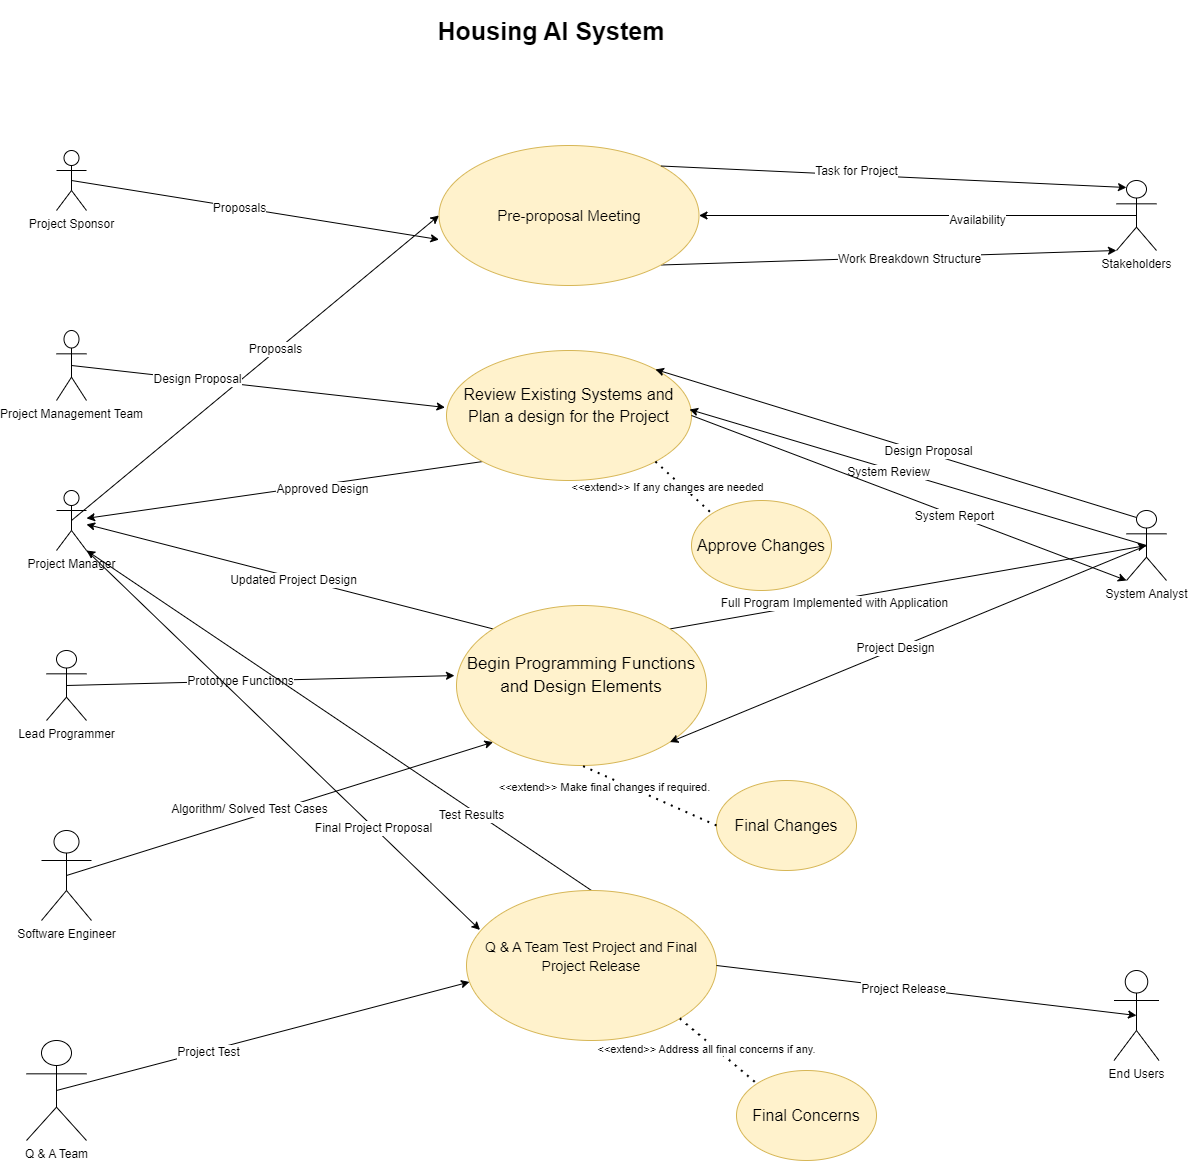 Housing AI System
Project Sponsor
Proposals
Pre-proposal Meeting
Task for Project
Availability
Work Breakdown Structure
Stakeholders
Proposals
Project Management Team
Design Proposal
Review Existing Systems and
Plan a design for the Project
Design Proposal
System Review
System Report
System Analyst
Approved Design
<<extend>> If any changes are needed
Approve Changes
Project Manager
Updated Project Design
Full Program Implemented with Application
Project Design
Begin Programming Functions
and Design Elements
Prototype Functions
Lead Programmer
<<extend>> Make final changes if required.
Final Changes
Algorithm/ Solved Test Cases
Final Project Proposal
Test Results
Software Engineer
Q & A Team Test Project and Final
Project Release
Project Release
End Users
Project Test
Q & A Team
<<extend>> Address all final concerns if any.
Final Concerns